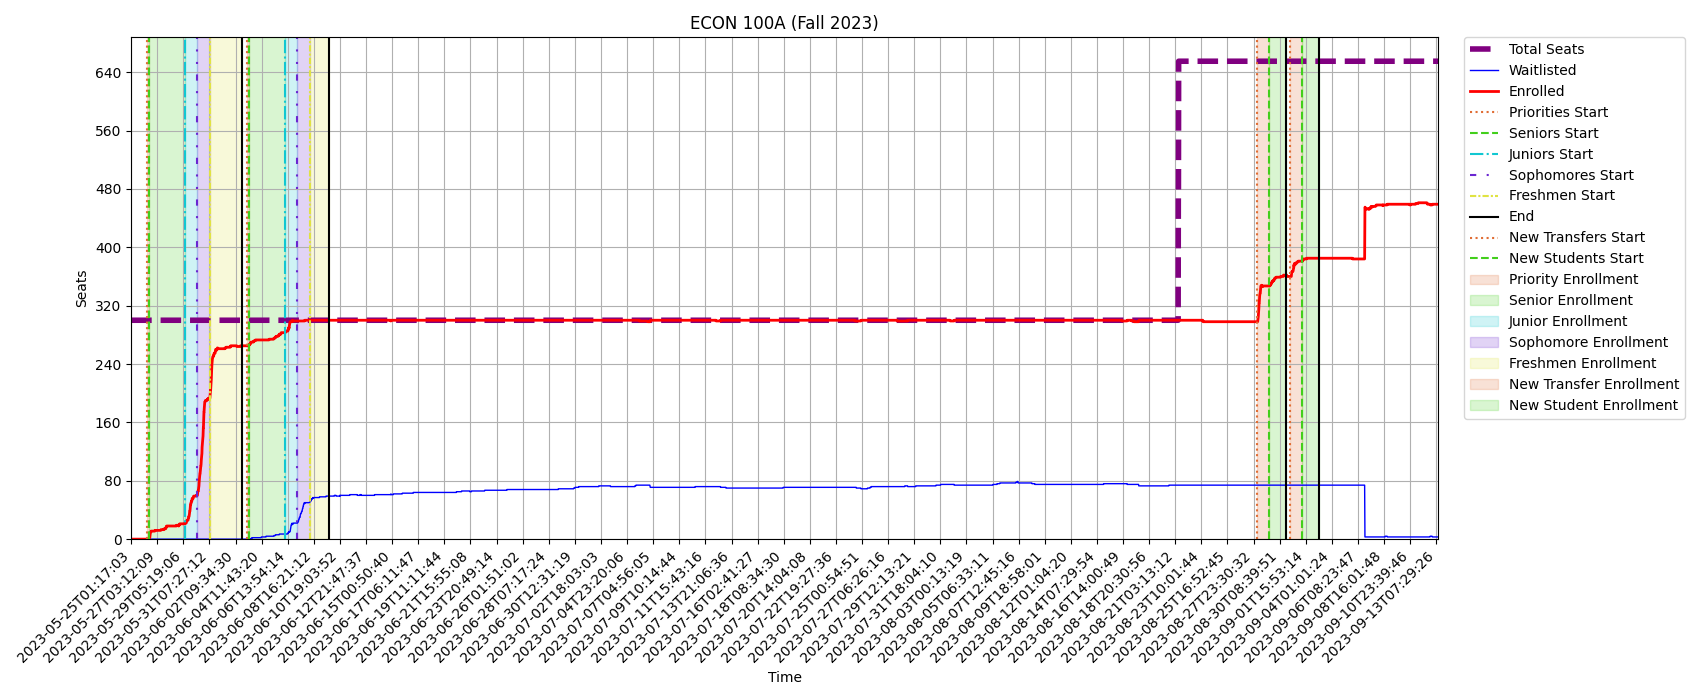 ECON 100A (Fall 2023)
Seats
640
560
480
400
320
240
160
80
0
2023-05-25T01:17:03
2023-05-27T03:12:09
2023-05-29T05:19:06
2023-05-31T07:27:12
2023-06-02T09:34:30
2023-06-04T11:43:20
2023-06-06T13:54:14
2023-06-08T16:21:12
2023-06-10T19:03:52
2023-06-12T21:47:37
2023-06-15T00:50:40
2023-06-17T06:11:47
2023-06-19T11:11:44
2023-06-21T15:55:08
2023-06-23T20:49:14
2023-06-26T01:51:02
2023-06-28T07:17:24
2023-06-30T12:31:19
2023-07-02T18:03:03
2023-07-04T23:20:06
2023-07-07T04:56:05
2023-07-09T10:14:44
2023-07-11T15:43:16
2023-07-13T21:06:36
2023-07-16T02:41:27
2023-07-18T08:34:30
2023-07-20T14:04:08
2023-07-22T19:27:36
2023-07-25T00:54:51
2023-07-27T06:26:16
2023-07-29T12:13:21
2023-07-31T18:04:10
2023-08-03T00:13:19
2023-08-05T06:33:11
2023-08-07T12:45:16
2023-08-09T18:58:01
2023-08-12T01:04:20
2023-08-14T07:29:54
2023-08-16T14:00:49
2023-08-18T20:30:56
2023-08-21T03:13:12
2023-08-23T10:01:44
2023-08-25T16:52:45
2023-08-27T23:30:32
2023-08-30T08:39:51
2023-09-01T15:53:14
2023-09-04T01:01:24
2023-09-06T08:23:47
2023-09-08T16:01:48
2023-09-10T23:39:46
2023-09-13T07:29:26
Time
Total Seats
Waitlisted
Enrolled
Priorities Start
Seniors Start
Juniors Start
Sophomores Start
Freshmen Start
End
New Transfers Start
New Students Start
Priority Enrollment
Senior Enrollment
Junior Enrollment
Sophomore Enrollment
Freshmen Enrollment
New Transfer Enrollment
New Student Enrollment